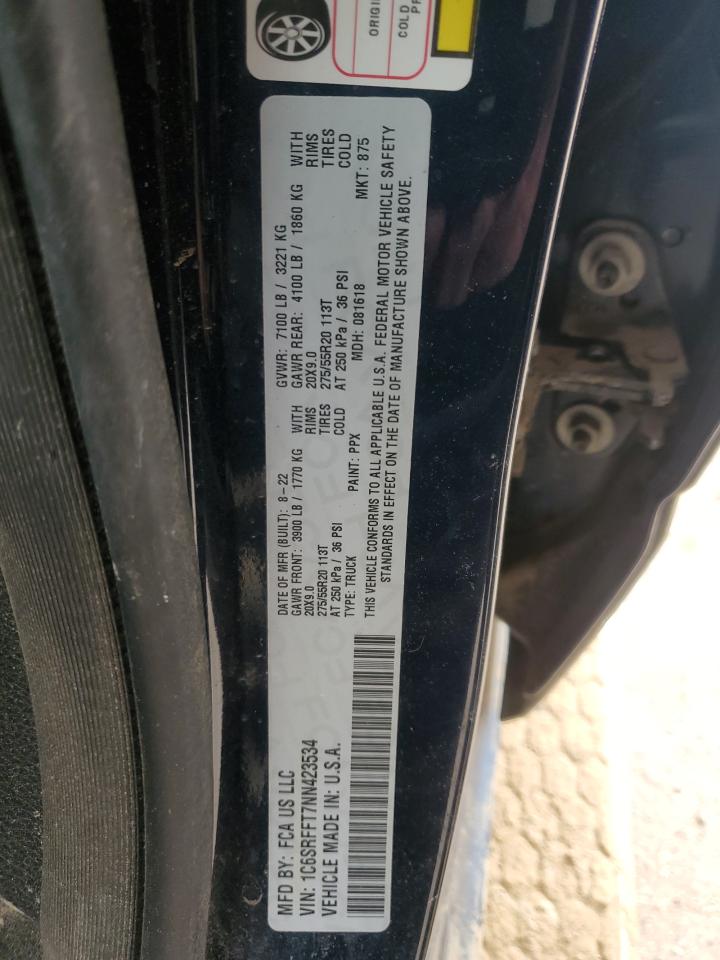 ORIGI
COLD
MFD BY: FCA US LLC
VIN: 1C6SRFFT7NN423534
VEHICLE MADE IN: U.S.A.
DATE OF MFR (BUILT): 8-22
GAWR FRONT: 3900 LB / 1770 KG WITH
20X9.0 RIMS
275/55R20 113T TIRES
AT 250 kPa / 36 PSI COLD
TYPE: TRUCK PAINT: PPX
GVWR: 7100 LB / 3221 KG
GAWR REAR: 4100 LB / 1860 KG WITH
20X9.0 RIMS
275/55R20 113T TIRES
AT 250 kPa / 36 PSI COLD
MDH: 081618 MKT: 875
THIS VEHICLE CONFORMS TO ALL APPLICABLE U.S.A. FEDERAL MOTOR VEHICLE SAFETY
STANDARDS IN EFFECT ON THE DATE OF MANUFACTURE SHOWN ABOVE.